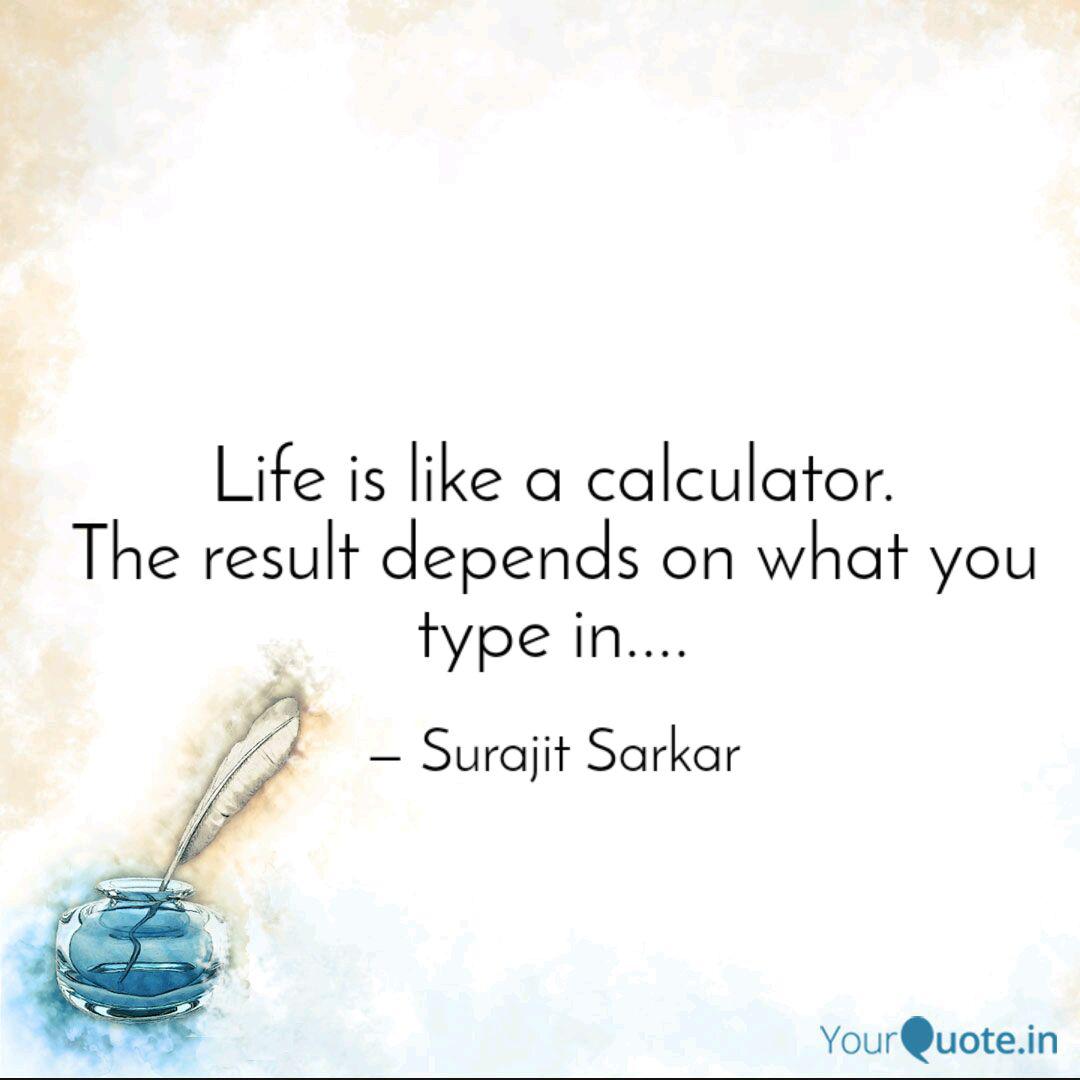 Life is like a calculator.
The result depends on what you
type in....
– Surajit Sarkar
YourQuote.in